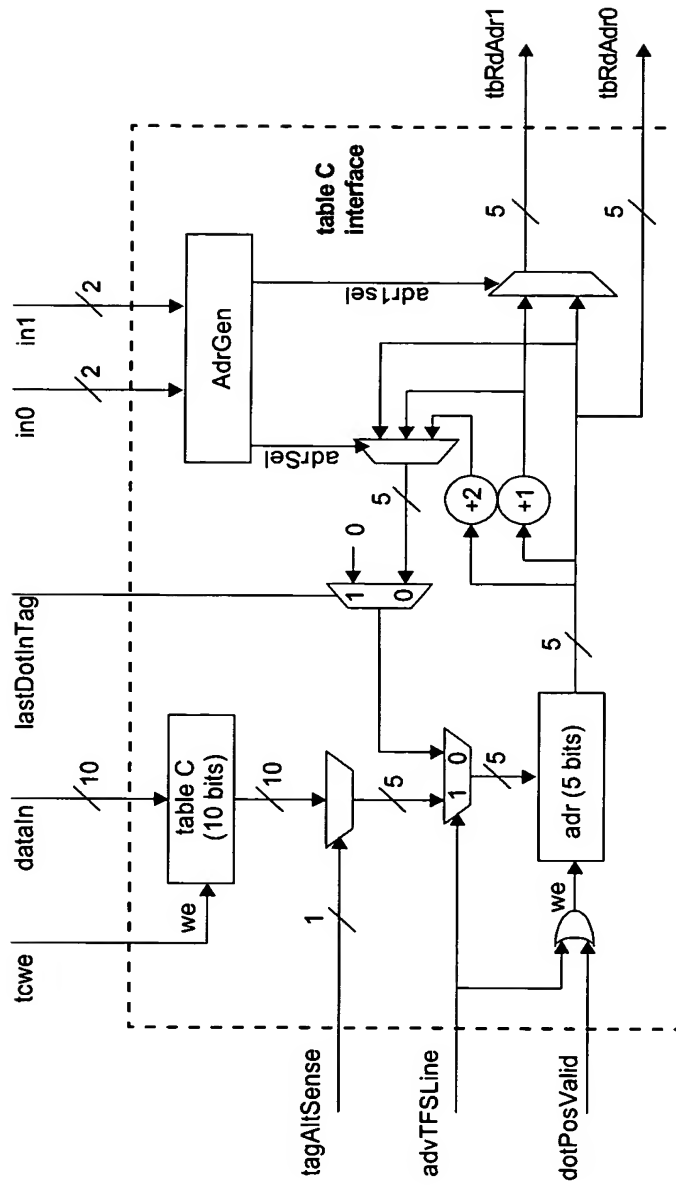 tcwe
dataIn
lastDotInTag
in0
in1
10
2
2
we
table C
(10 bits)
AdrGen
table C
interface
10
1
0
0
adrSel
adr1sel
tagAltSense
1
5
5
advTFSLine
1 0
5
+2
+1
5
tbRdAdr1
dotPosValid
we
adr (5 bits)
5
5
tbRdAdr0